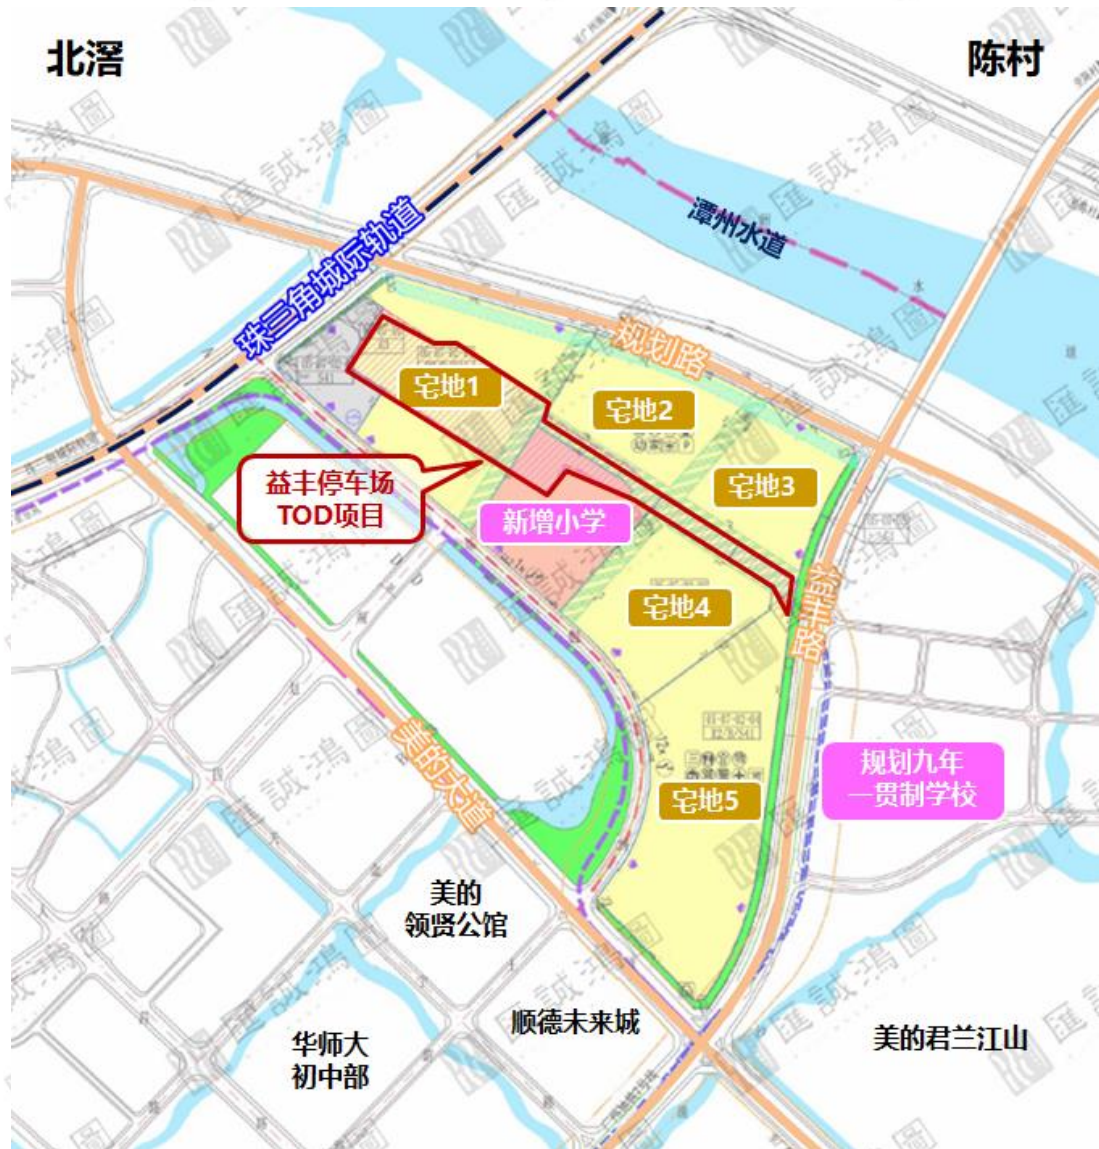 北滘
陈村
珠三角城际轨道
潭州水道
规划路
宅地1
宅地2
宅地3
益丰停车场
TOD项目
新增小学
宅地4
益丰路
美的大道
规划九年
一贯制学校
宅地5
美的
领贤公馆
顺德未来城
华师大
初中部
美的君兰江山
匯誠鴻圖